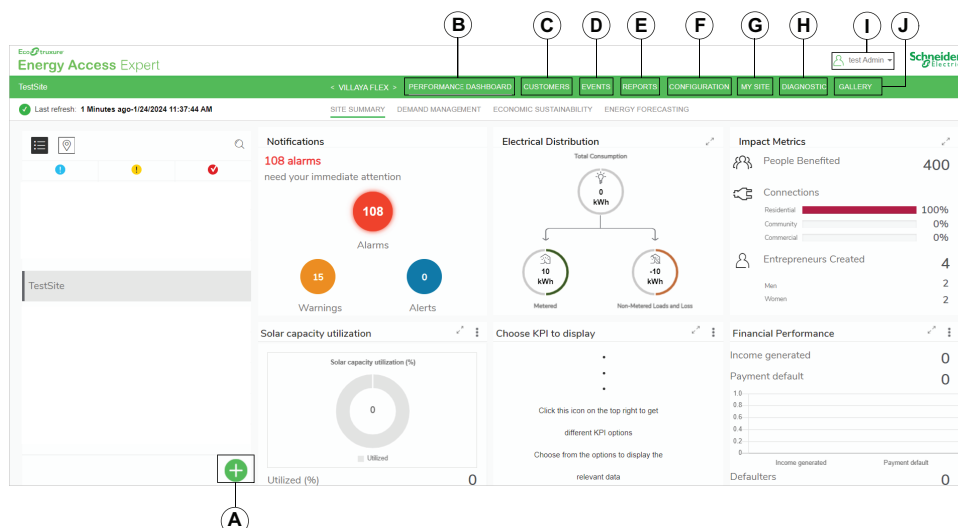 B
C
D
E
F
G
H
I
J
EcoStruxure
Energy Access Expert
test Admin
Schneider
Electric
TestSite
< VILLAYA FLEX >
PERFORMANCE DASHBOARD
CUSTOMERS
EVENTS
REPORTS
CONFIGURATION
MY SITE
DIAGNOSTIC
GALLERY
Last refresh: 1 Minutes ago-1/24/2024 11:37:44 AM
SITE SUMMARY
DEMAND MANAGEMENT
ECONOMIC SUSTAINABILITY
ENERGY FORECASTING
TestSite
Notifications
108 alarms
need your immediate attention
108
Alarms
15
Warnings
0
Alerts
Electrical Distribution
Total Consumption
0
kWh
10
kWh
Metered
-10
kWh
Non-Metered Loads and Loss
Impact Metrics
People Benefited 400
Connections
Residential 100%
Community 0%
Commercial 0%
Entrepreneurs Created 4
Men 2
Women 2
Solar capacity utilization
Solar capacity utilization (%)
0
Utilized
Utilized (%) 0
Choose KPI to display
Click this icon on the top right to get
different KPI options
Choose from the options to display the
relevant data
Financial Performance
Income generated 0
Payment default 0
1.0
0.8
0.6
0.4
0.2
0
Income generated
Payment default
Defaulters 0
A